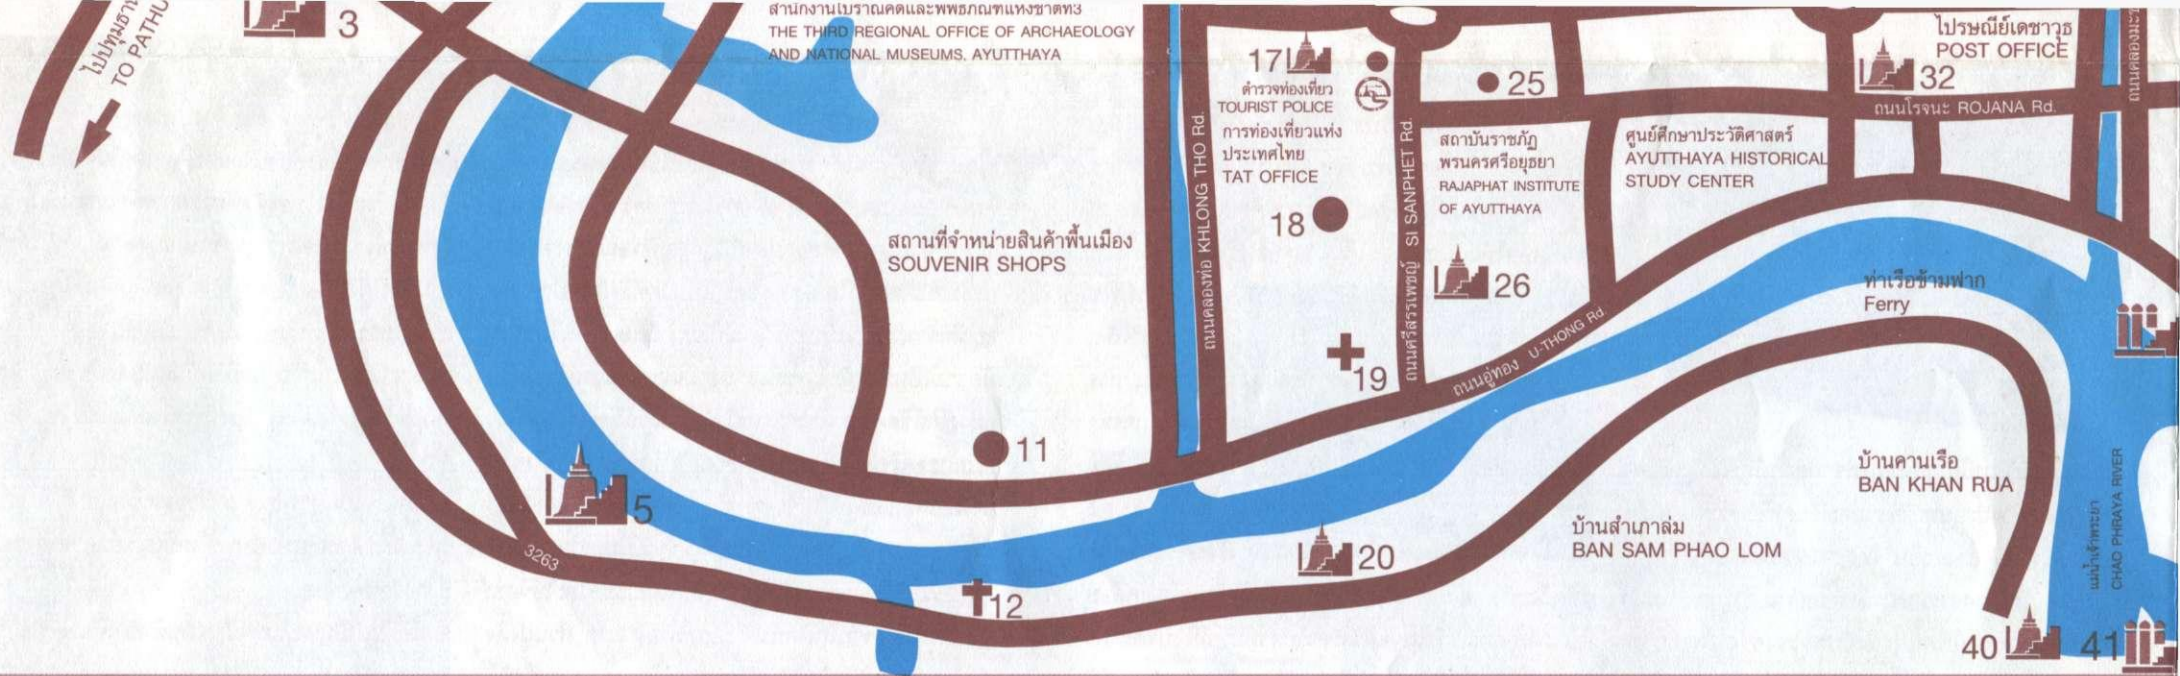 ไปปทุมธานี
TO PATHU
3
สำนักงานโบราณคดีและพิพิธภัณฑ์แห่งชาติที่3
THE THIRD REGIONAL OFFICE OF ARCHAEOLOGY
AND NATIONAL MUSEUMS, AYUTTHAYA
17
ตำรวจท่องเที่ยว
TOURIST POLICE
การท่องเที่ยวแห่ง
ประเทศไทย
TAT OFFICE
18
19
25
สถาบันราชภัฏ
พรนครศรีอยุธยา
RAJAPHAT INSTITUTE
OF AYUTTHAYA
26
ศูนย์ศึกษาประวัติศาสตร์
AYUTTHAYA HISTORICAL
STUDY CENTER
ไปรษณีย์เดชาวุธ
POST OFFICE
32
ถนนโรจนะ ROJANA Rd.
ถนนคลองท่อ KHLONG THO Rd.
ถนนศรีสรรเพชญ์ SI SANPHET Rd.
ถนนอู่ทอง U-THONG Rd
สถานที่จำหน่ายสินค้าพื้นเมือง
SOUVENIR SHOPS
ท่าเรือข้ามฟาก
Ferry
11
5
3263
12
20
บ้านสำเภาล่ม
BAN SAM PHAO LOM
บ้านคานเรือ
BAN KHAN RUA
แม่น้ำเจ้าพระยา
CHAO PHRAYA RIVER
40
41